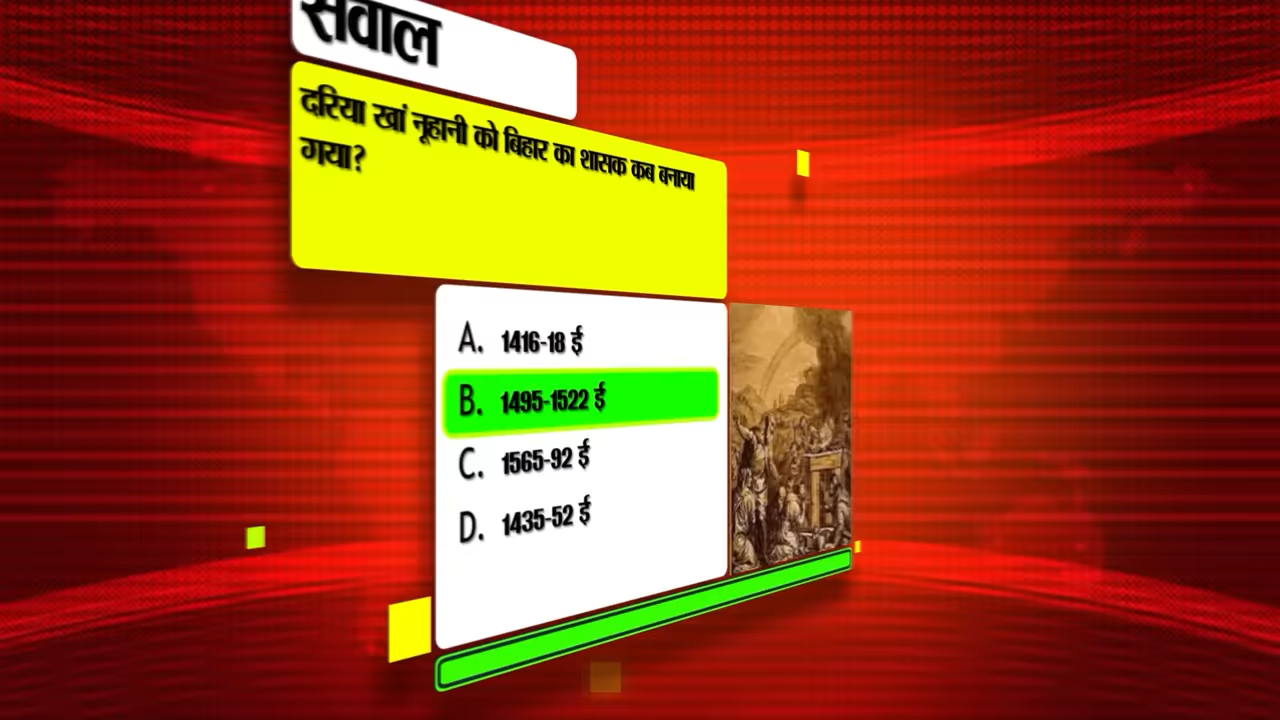 सवाल
दरिया खां नूहानी को बिहार का शासक कब बनाया
गया?
A. 1416-18 ई
B. 1495-1522 ई
C. 1565-92 ई
D. 1435-52 ई